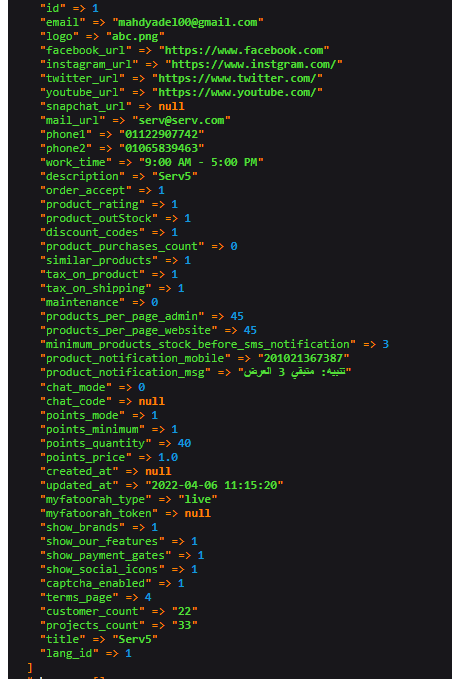 "id" => 1
"email" => "mahdyadel00@gmail.com"
"logo" => "abc.png"
"facebook_url" => "https://www.facebook.com"
"instagram_url" => "https://www.instgram.com/"
"twitter_url" => "https://www.twitter.com/"
"youtube_url" => "https://www.youtube.com/"
"snapchat_url" => null
"mail_url" => "serv@serv.com"
"phone1" => "01122907742"
"phone2" => "01065839463"
"work_time" => "9:00 AM - 5:00 PM"
"description" => "Serv5"
"order_accept" => 1
"product_rating" => 1
"product_outStock" => 1
"discount_codes" => 1
"product_purchases_count" => 0
"similar_products" => 1
"tax_on_product" => 1
"tax_on_shipping" => 1
"maintenance" => 0
"products_per_page_admin" => 45
"products_per_page_website" => 45
"minimum_products_stock_before_sms_notification" => 3
"product_notification_mobile" => "201021367387"
"product_notification_msg" => "تنبيه: متبقي 3 العرض"
"chat_mode" => 0
"chat_code" => null
"points_mode" => 1
"points_minimum" => 1
"points_quantity" => 40
"points_price" => 1.0
"created_at" => null
"updated_at" => "2022-04-06 11:15:20"
"myfatoorah_type" => "live"
"myfatoorah_token" => null
"show_brands" => 1
"show_our_features" => 1
"show_payment_gates" => 1
"show_social_icons" => 1
"captcha_enabled" => 1
"terms_page" => 4
"customer_count" => "22"
"projects_count" => "33"
"title" => "Serv5"
"lang_id" => 1
]